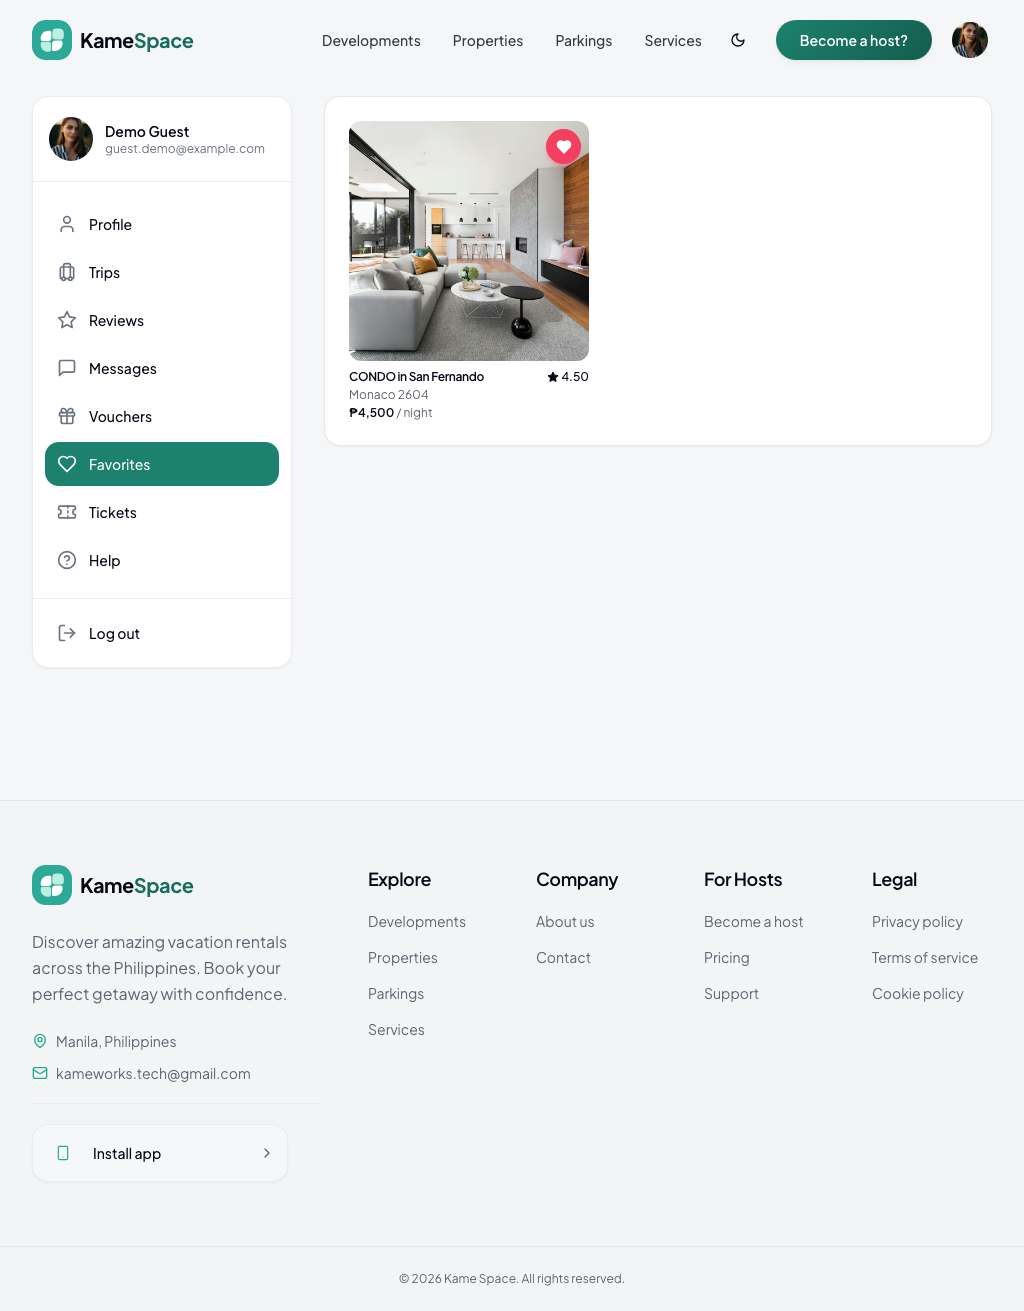 KameSpace
Developments
Properties
Parkings
Services
Become a host?
Demo Guest
guest.demo@example.com
Profile
Trips
Reviews
Messages
Vouchers
Favorites
Tickets
Help
Log out
CONDO in San Fernando
4.50
Monaco 2604
₱4,500 / night
KameSpace
Discover amazing vacation rentals
across the Philippines. Book your
perfect getaway with confidence.
Manila, Philippines
kameworks.tech@gmail.com
Install app
Explore
Developments
Properties
Parkings
Services
Company
About us
Contact
For Hosts
Become a host
Pricing
Support
Legal
Privacy policy
Terms of service
Cookie policy
© 2026 Kame Space. All rights reserved.